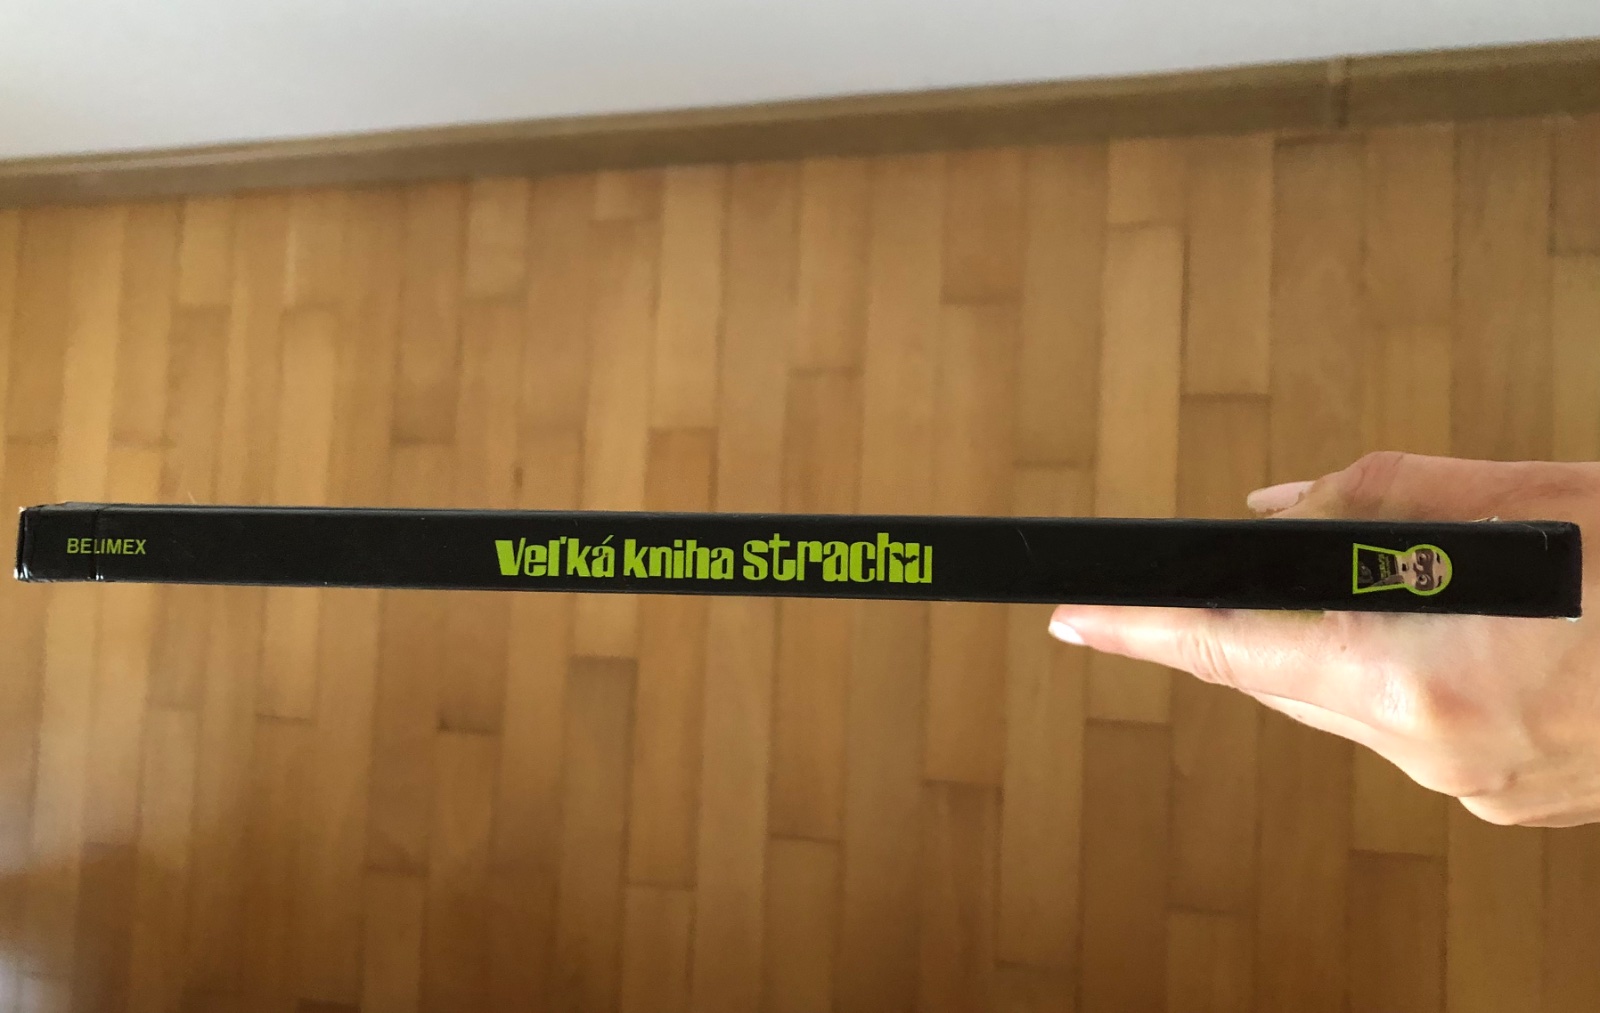 BELIMEX
Veľká kniha strachu